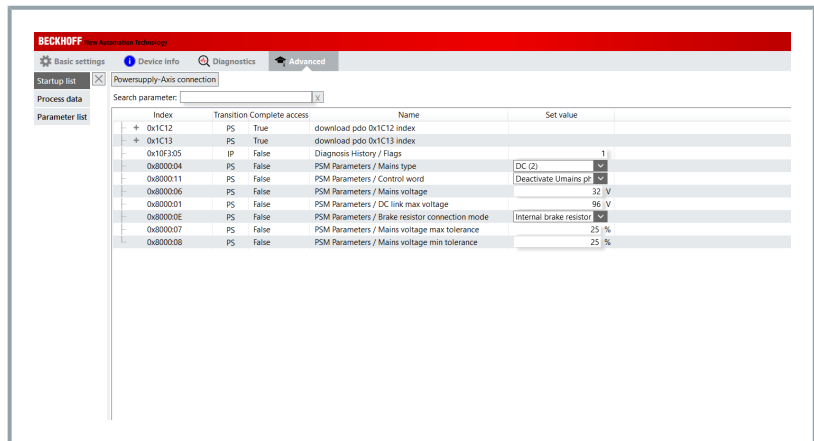 BECKHOFF New Automation Technology
Basic settings Device info Diagnostics Advanced
Startup list Powersupply-Axis connection
Process data Search parameter: X
Parameter list Index Transition Complete access Name Set value
+ 0x1C12 PS True download pdo 0x1C12 index
+ 0x1C13 PS True download pdo 0x1C13 index
0x10F3:05 IP False Diagnosis History / Flags 1
0x8000:04 PS False PSM Parameters / Mains type DC (2)
0x8000:11 PS False PSM Parameters / Control word Deactivate Umains ph
0x8000:06 PS False PSM Parameters / Mains voltage 32 V
0x8000:01 PS False PSM Parameters / DC link max voltage 96 V
0x8000:0E PS False PSM Parameters / Brake resistor connection mode Internal brake resistor
0x8000:07 PS False PSM Parameters / Mains voltage max tolerance 25 %
0x8000:08 PS False PSM Parameters / Mains voltage min tolerance 25 %